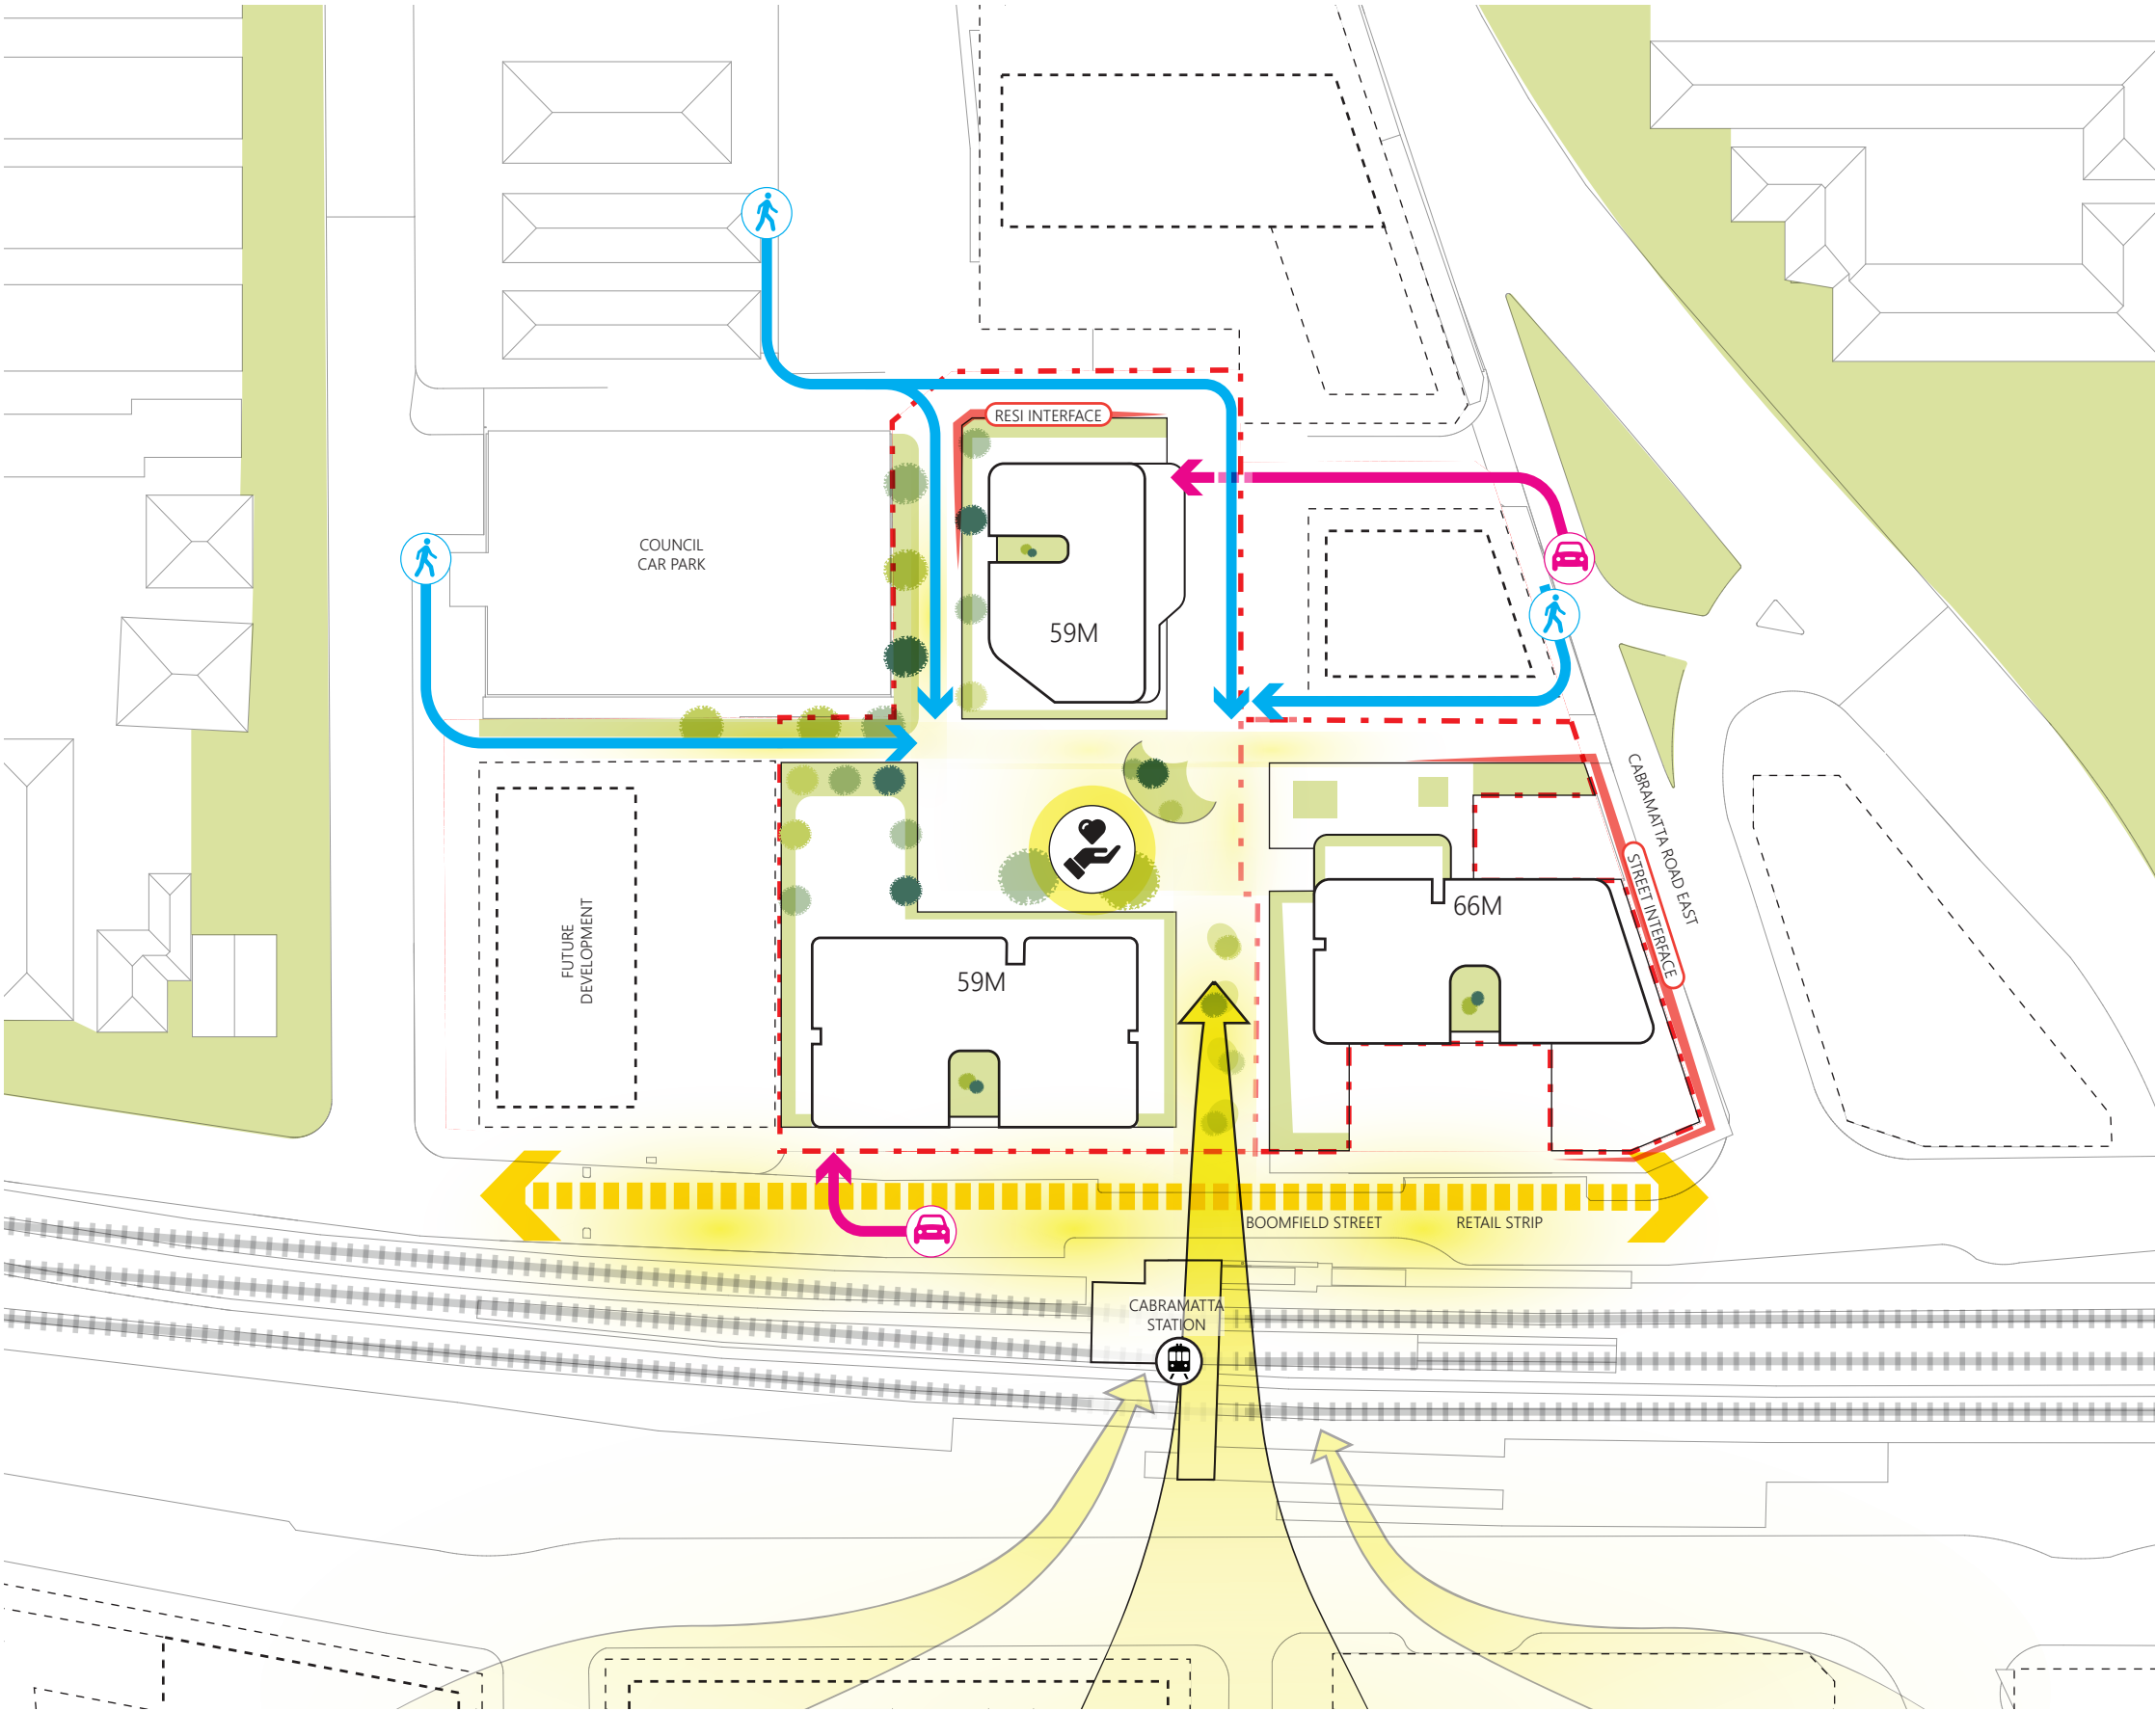 RESI INTERFACE
COUNCIL
CAR PARK
59M
CABRAMATTA ROAD EAST
STREET INTERFACE
66M
FUTURE
DEVELOPMENT
59M
BOOMFIELD STREET
RETAIL STRIP
CABRAMATTA
STATION